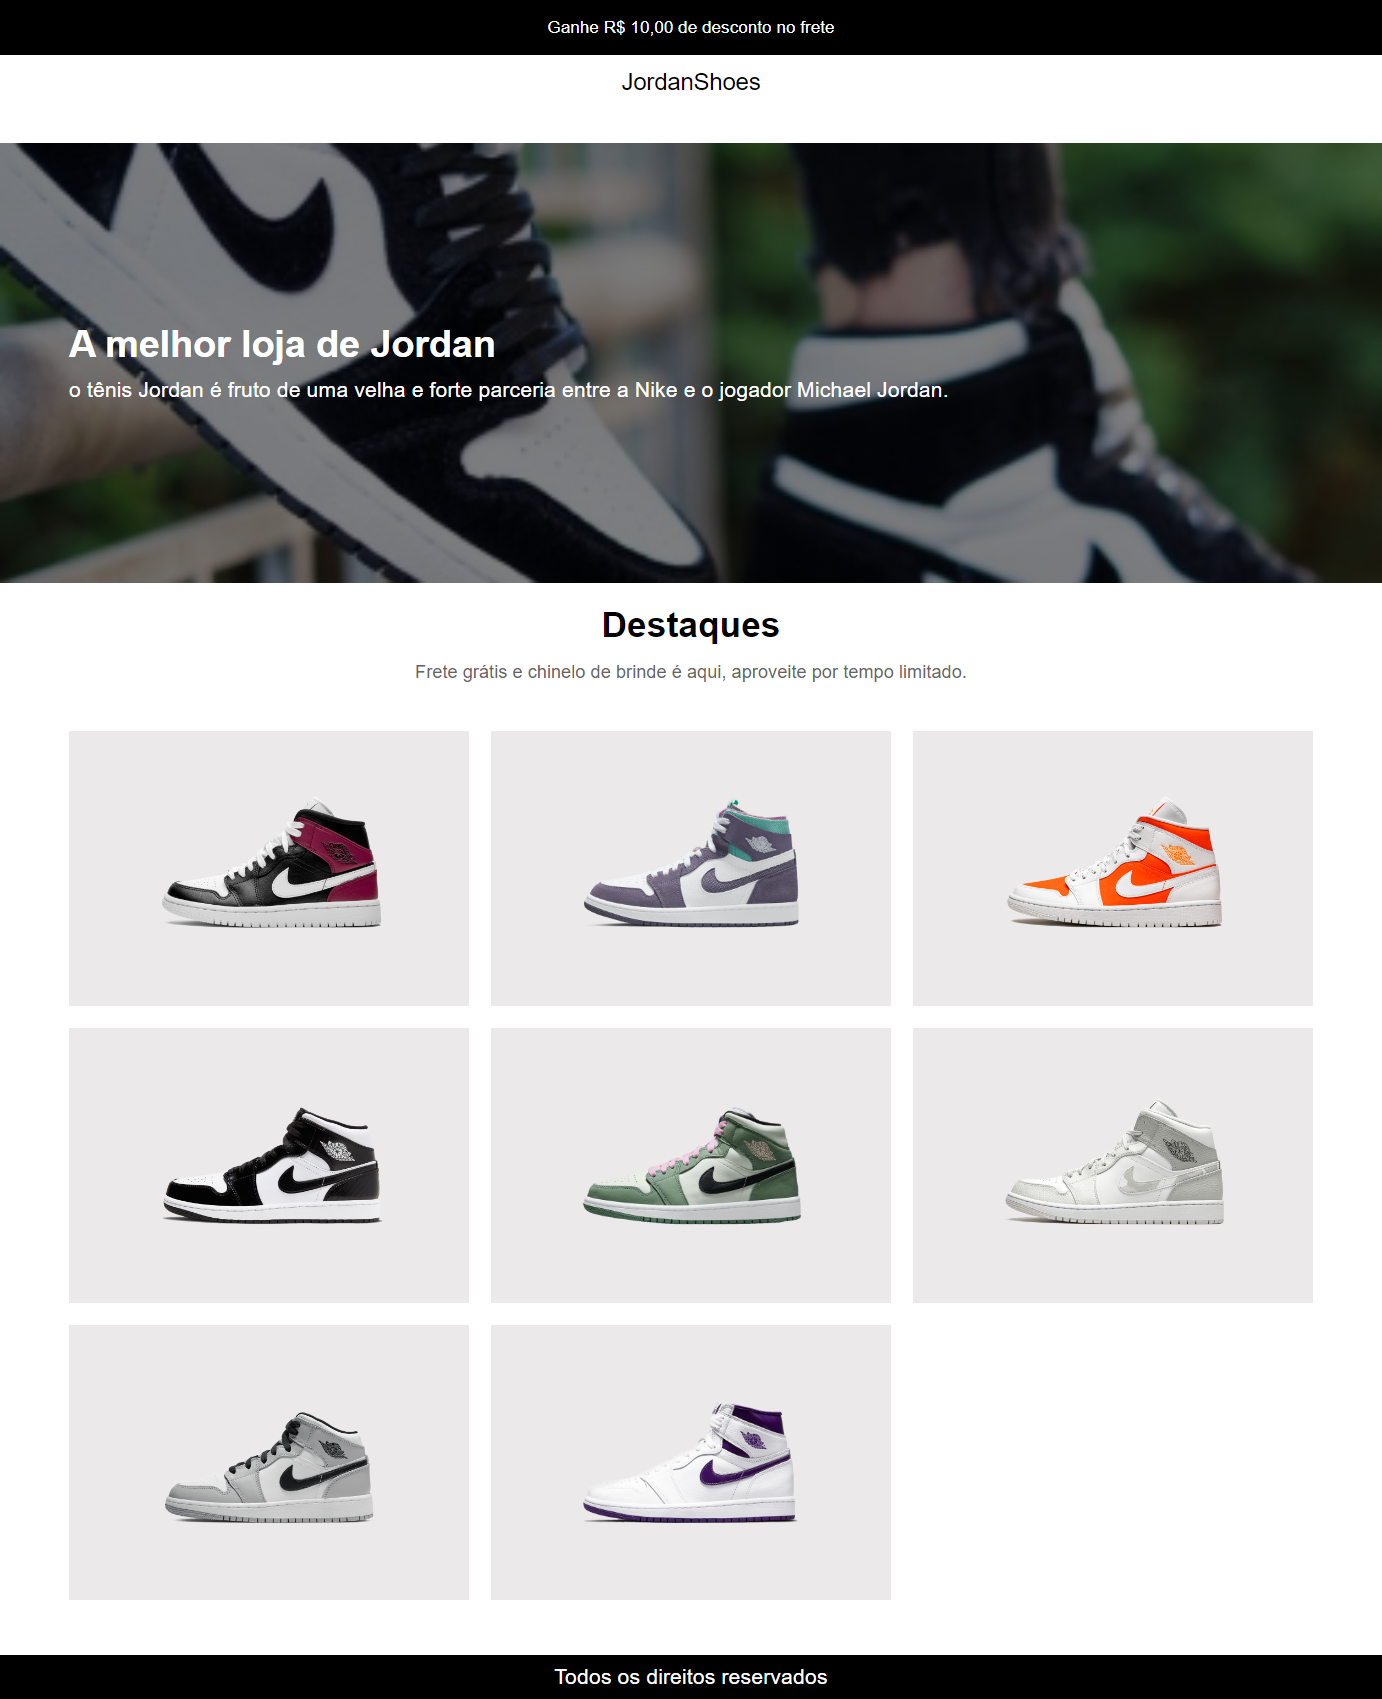 Ganhe R$ 10,00 de desconto no frete
JordanShoes
A melhor loja de Jordan
o tênis Jordan é fruto de uma velha e forte parceria entre a Nike e o jogador Michael Jordan.
Destaques
Frete grátis e chinelo de brinde é aqui, aproveite por tempo limitado.
Todos os direitos reservados